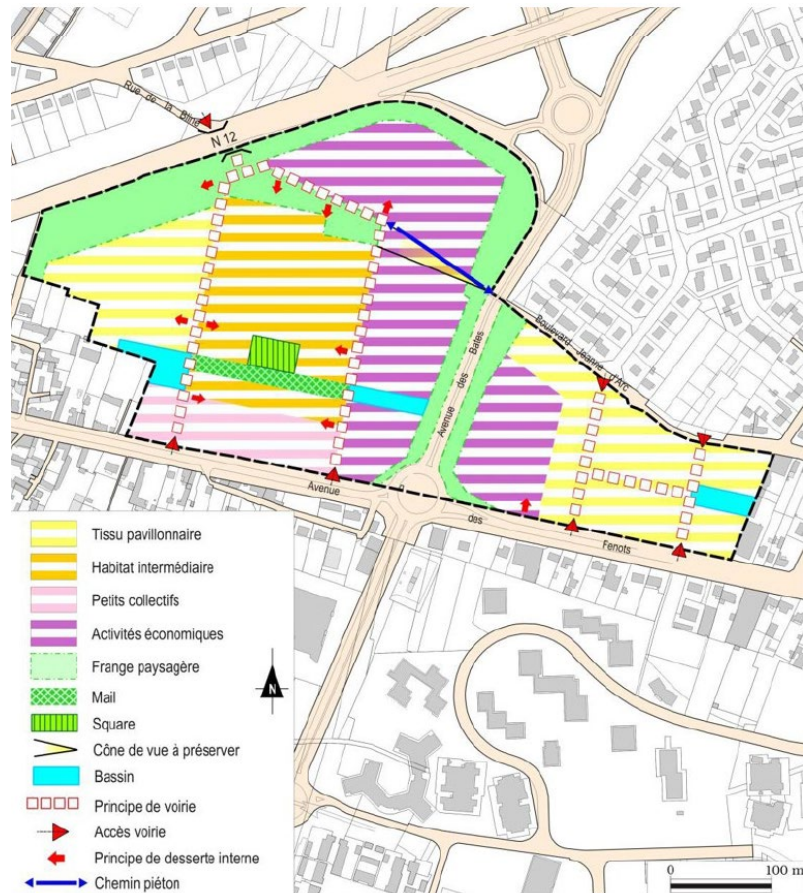 Rue de la Bline
N 12
Boulevard Jeanne d'Arc
Avenue des Bates
Avenue des Fenots
Tissu pavillonnaire
Habitat intermédiaire
Petits collectifs
Activités économiques
Frange paysagère
Mail
Square
Cône de vue à préserver
Bassin
Principe de voirie
Accès voirie
Principe de desserte interne
Chemin piéton
N
0 100 m